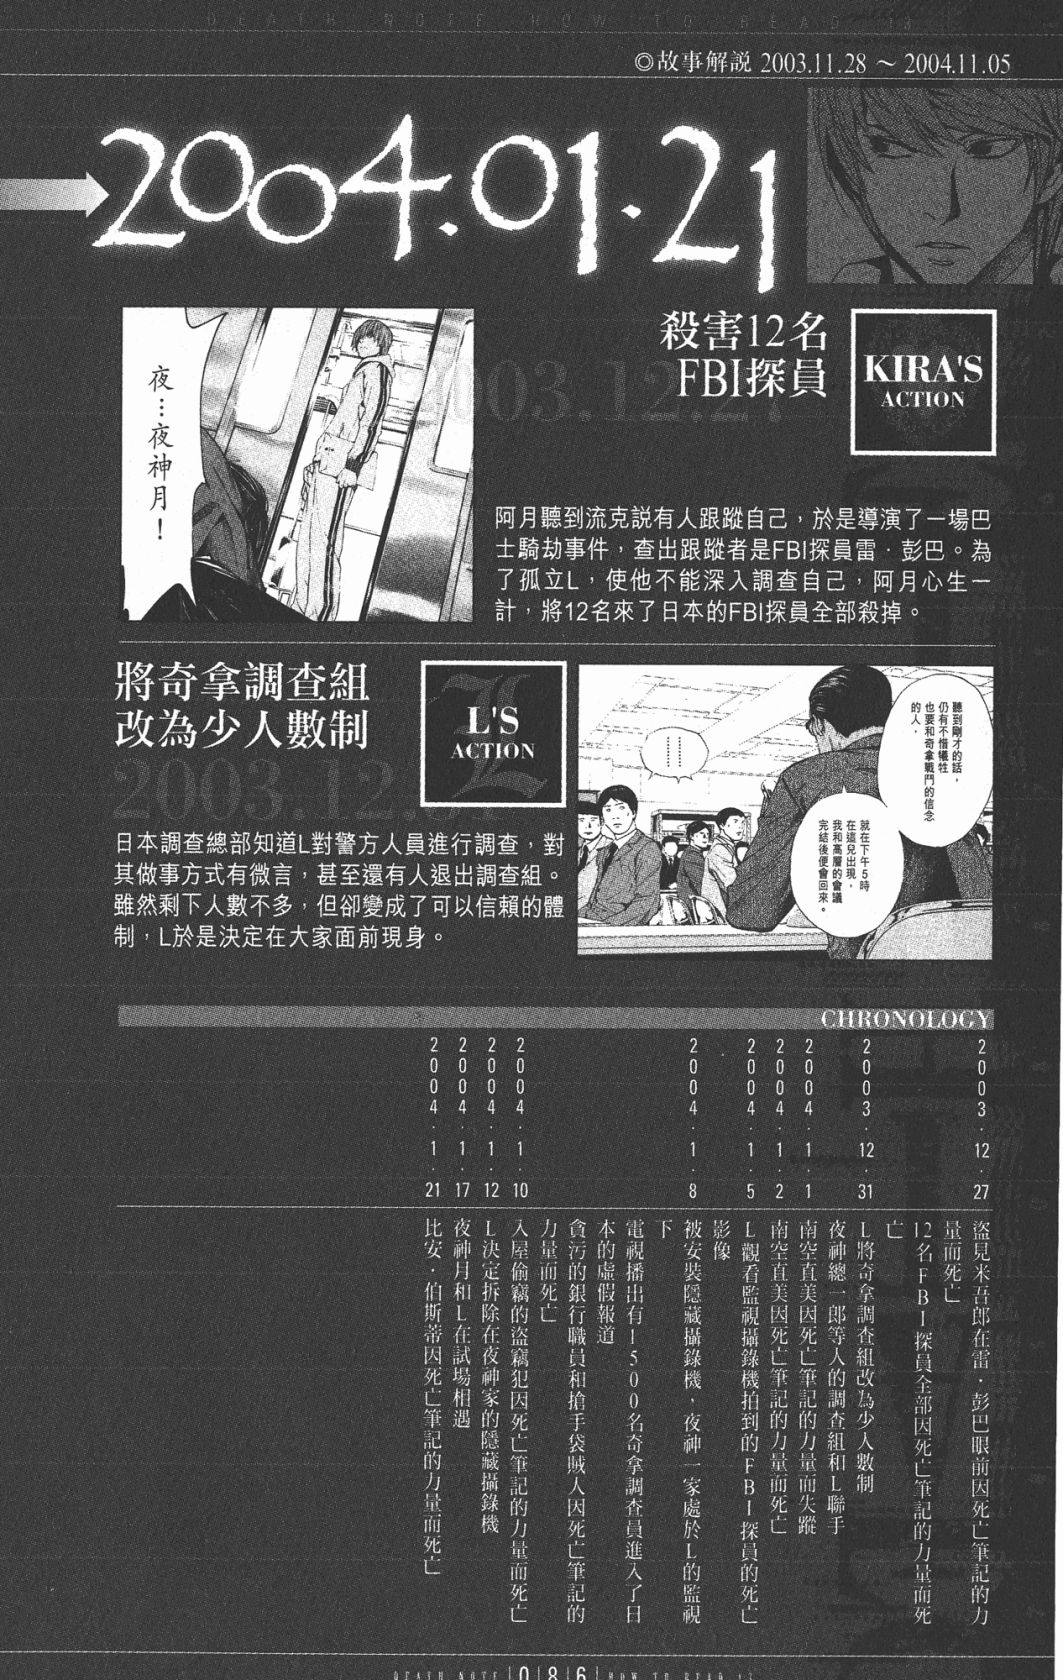 DEATH NOTE HOW TO READ 13
◎故事解説 2003.11.28 ～ 2004.11.05
2004.01.21
殺害12名
FBI探員
KIRA'S
ACTION
夜…夜神月！
阿月聽到流克説有人跟蹤自己，於是導演了一場巴
士騎劫事件，查出跟蹤者是FBI探員雷．彭巴。為
了孤立L，使他不能深入調查自己，阿月心生一
計，將12名來了日本的FBI探員全部殺掉。
將奇拿調查組
改為少人數制
L'S
ACTION
日本調查總部知道L對警方人員進行調查，對
其做事方式有微言，甚至還有人退出調查組。
雖然剩下人數不多，但卻變成了可以信賴的體
制，L於是決定在大家面前現身。
聽到剛才的話，
仍有不惜犧牲
也要和奇拿戰鬥的信念
的人，
就在下午5時
在這兒出現，
我和高層的會議
完結後便會回來。
……
……
CHRONOLOGY
2003．12．27
盜見米吾郎在雷．彭巴眼前因死亡筆記的力
量而死亡
12名FBI探員全部因死亡筆記的力量而死
亡
2003．12．31
L將奇拿調查組改為少人數制
夜神總一郎等人的調查組和L聯手
2004．1．1
南空直美因死亡筆記的力量而失蹤
2004．1．2
南空直美因死亡筆記的力量而死亡
2004．1．5
L觀看監視攝錄機拍到的FBI探員的死亡
影像
2004．1．8
被安裝隱藏攝錄機，夜神一家處於L的監視
下
電視播出有1500名奇拿調查員進入了日
本的虛假報道
貪污的銀行職員和搶手袋賊人因死亡筆記的
力量而死亡
2004．1．10
入屋偷竊的盜竊犯因死亡筆記的力量而死亡
2004．1．12
L決定拆除在夜神家的隱藏攝錄機
2004．1．17
夜神月和L在試場相遇
2004．1．21
比安．伯斯蒂因死亡筆記的力量而死亡
DEATH NOTE |0|8|6| HOW TO READ 13